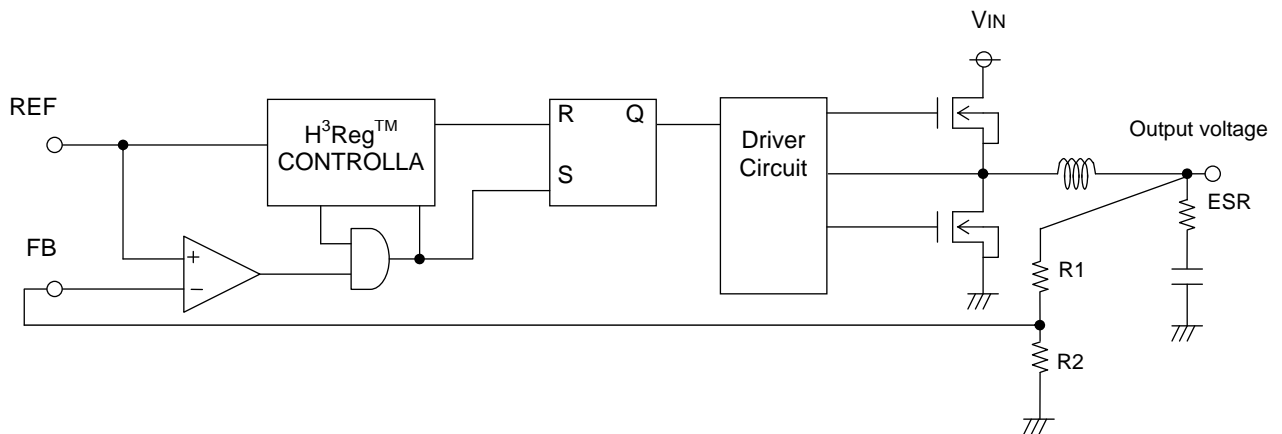 VIN
REF
H³Reg™
CONTROLLA
R
Q
S
Driver
Circuit
Output voltage
ESR
FB
+
−
R1
R2